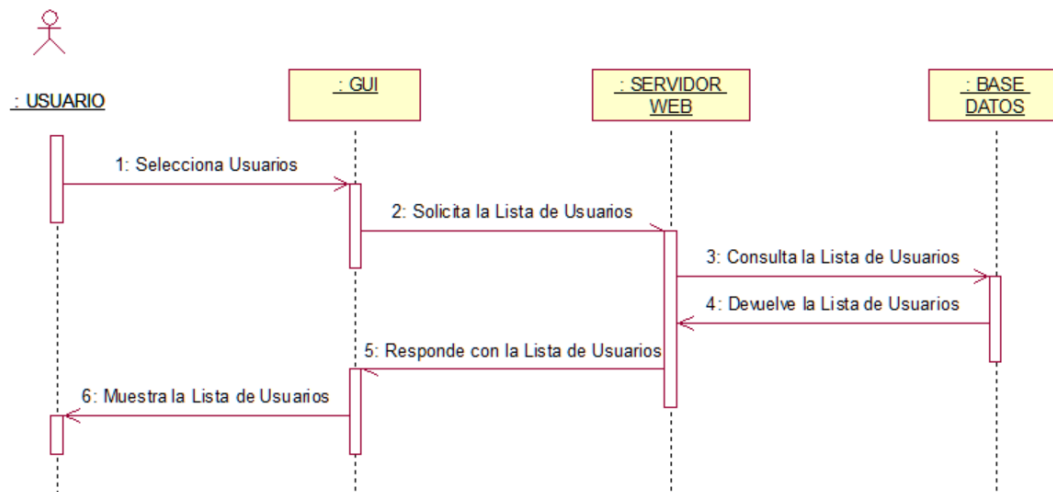 : USUARIO
: GUI
: SERVIDOR
WEB
: BASE
DATOS
1: Selecciona Usuarios
2: Solicita la Lista de Usuarios
3: Consulta la Lista de Usuarios
4: Devuelve la Lista de Usuarios
5: Responde con la Lista de Usuarios
6: Muestra la Lista de Usuarios